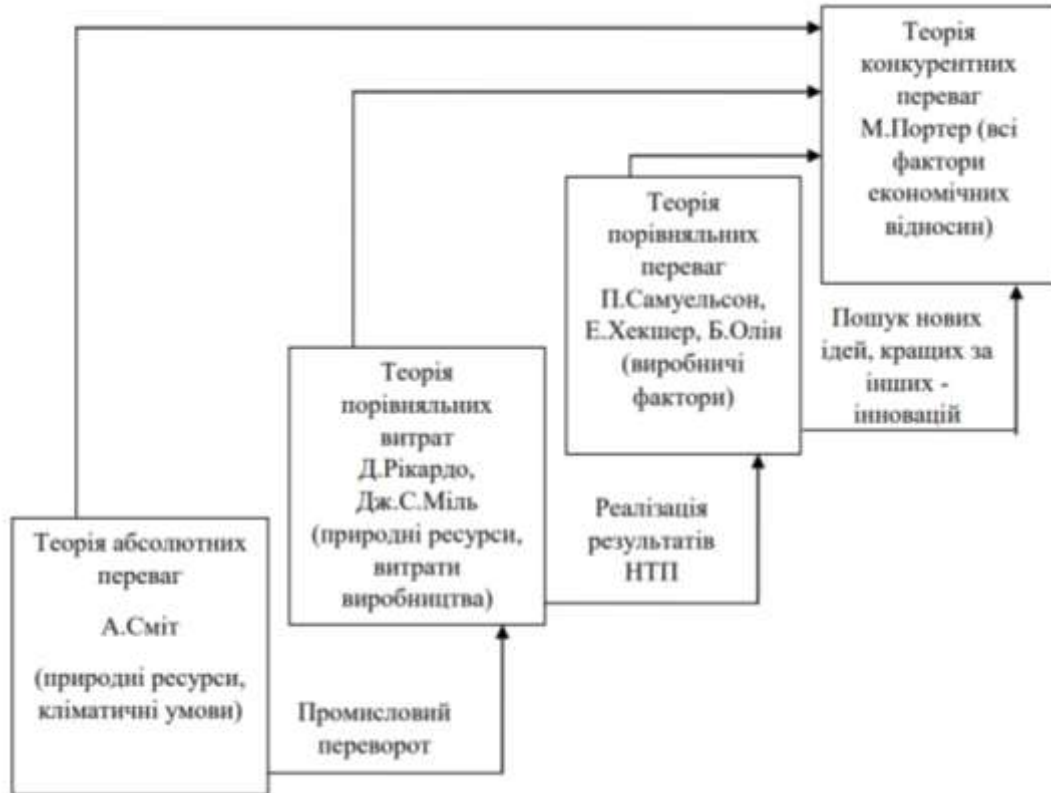 Теорія абсолютних
переваг
А.Сміт
(природні ресурси,
кліматичні умови)
Промисловий
переворот
Теорія
порівняльних
витрат
Д.Рікардо,
Дж.С.Міль
(природні ресурси,
витрати
виробництва)
Реалізація
результатів
НТП
Теорія
порівняльних
переваг
П.Самуельсон,
Е.Хекшер, Б.Олін
(виробничі
фактори)
Пошук нових
ідей, кращих за
інших -
інновацій
Теорія
конкурентних
переваг
М.Портер (всі
фактори
економічних
відносин)